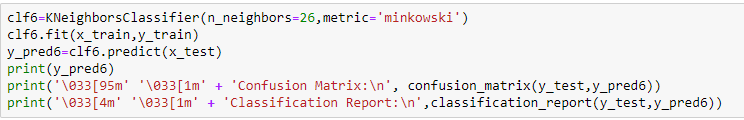 clf6=KNeighborsClassifier(n_neighbors=26,metric='minkowski')
clf6.fit(x_train,y_train)
y_pred6=clf6.predict(x_test)
print(y_pred6)
print('\033[95m' '\033[1m' + 'Confusion Matrix:\n', confusion_matrix(y_test,y_pred6))
print('\033[4m' '\033[1m' + 'Classification Report:\n',classification_report(y_test,y_pred6))